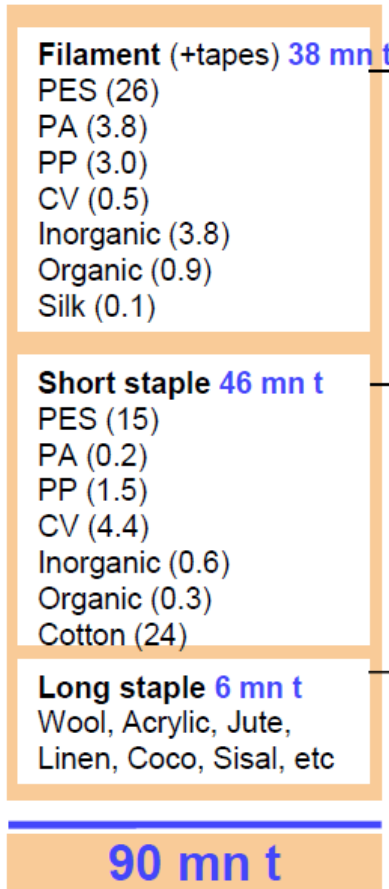 Filament (+tapes) 38 mn t
PES (26)
PA (3.8)
PP (3.0)
CV (0.5)
Inorganic (3.8)
Organic (0.9)
Silk (0.1)
Short staple 46 mn t
PES (15)
PA (0.2)
PP (1.5)
CV (4.4)
Inorganic (0.6)
Organic (0.3)
Cotton (24)
Long staple 6 mn t
Wool, Acrylic, Jute,
Linen, Coco, Sisal, etc
90 mn t